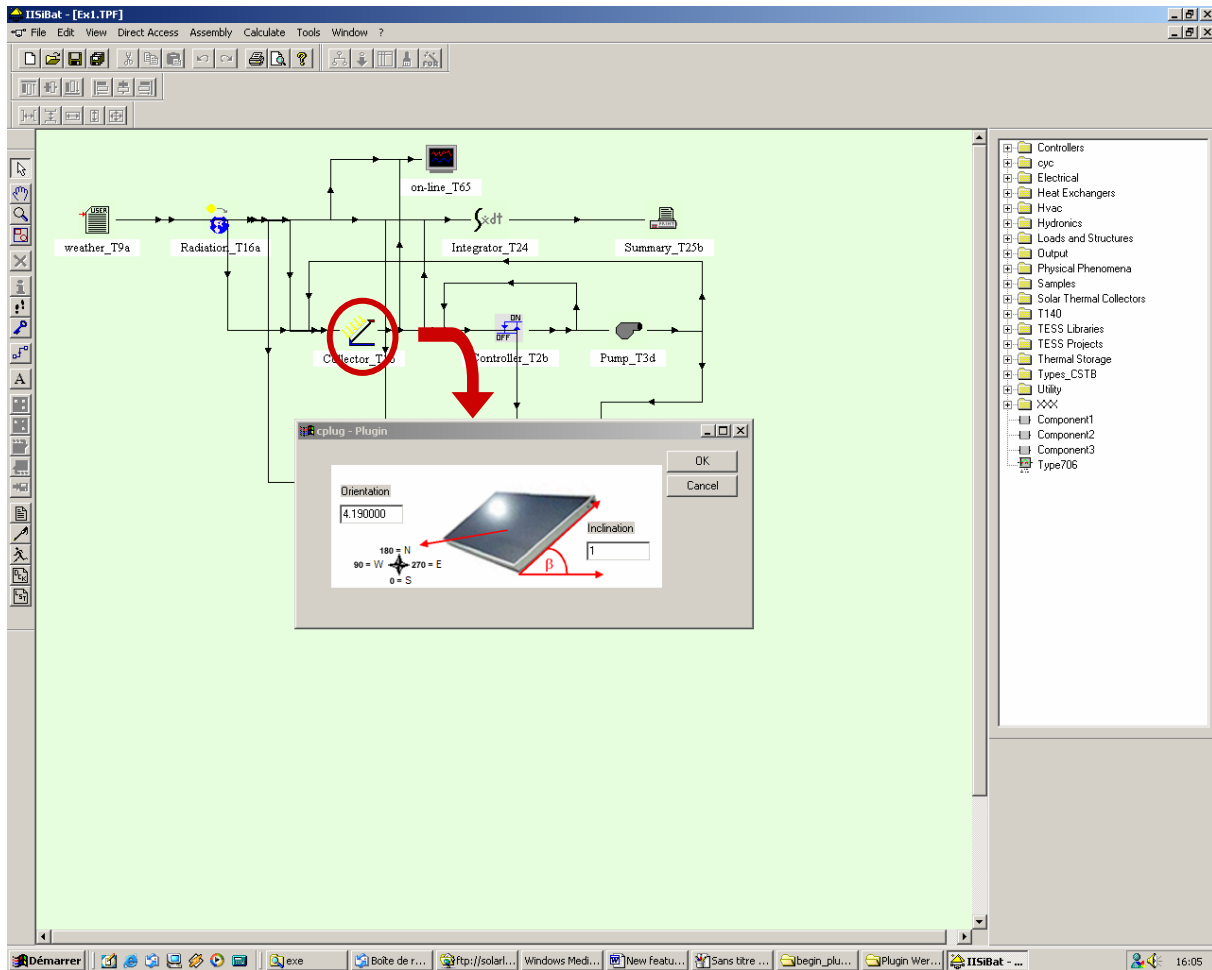 IISiBat - [Ex1.TPF]
File Edit View Direct Access Assembly Calculate Tools Window ?
on-line_T65
USER
weather_T9a
Radiation_T16a
xdt
Integrator_T24
PRINT
Summary_T25b
ON
OFF
Controller_T2b
Pump_T3d
cplug - Plugin
OK
Cancel
Orientation
4.190000
Inclination
1
β
180 = N
90 = W
270 = E
0 = S
Controllers
cyc
Electrical
Heat Exchangers
Hvac
Hydronics
Loads and Structures
Output
Physical Phenomena
Samples
Solar Thermal Collectors
T140
TESS Libraries
TESS Projects
Thermal Storage
Types_CSTB
Utility
XXX
Component1
Component2
Component3
Type706
Démarrer
exe
Boîte de r...
ftp://solarl...
Windows Medi...
New featu...
Sans titre ...
begin_plu...
Plugin Wer...
IISiBat - ...
16:05